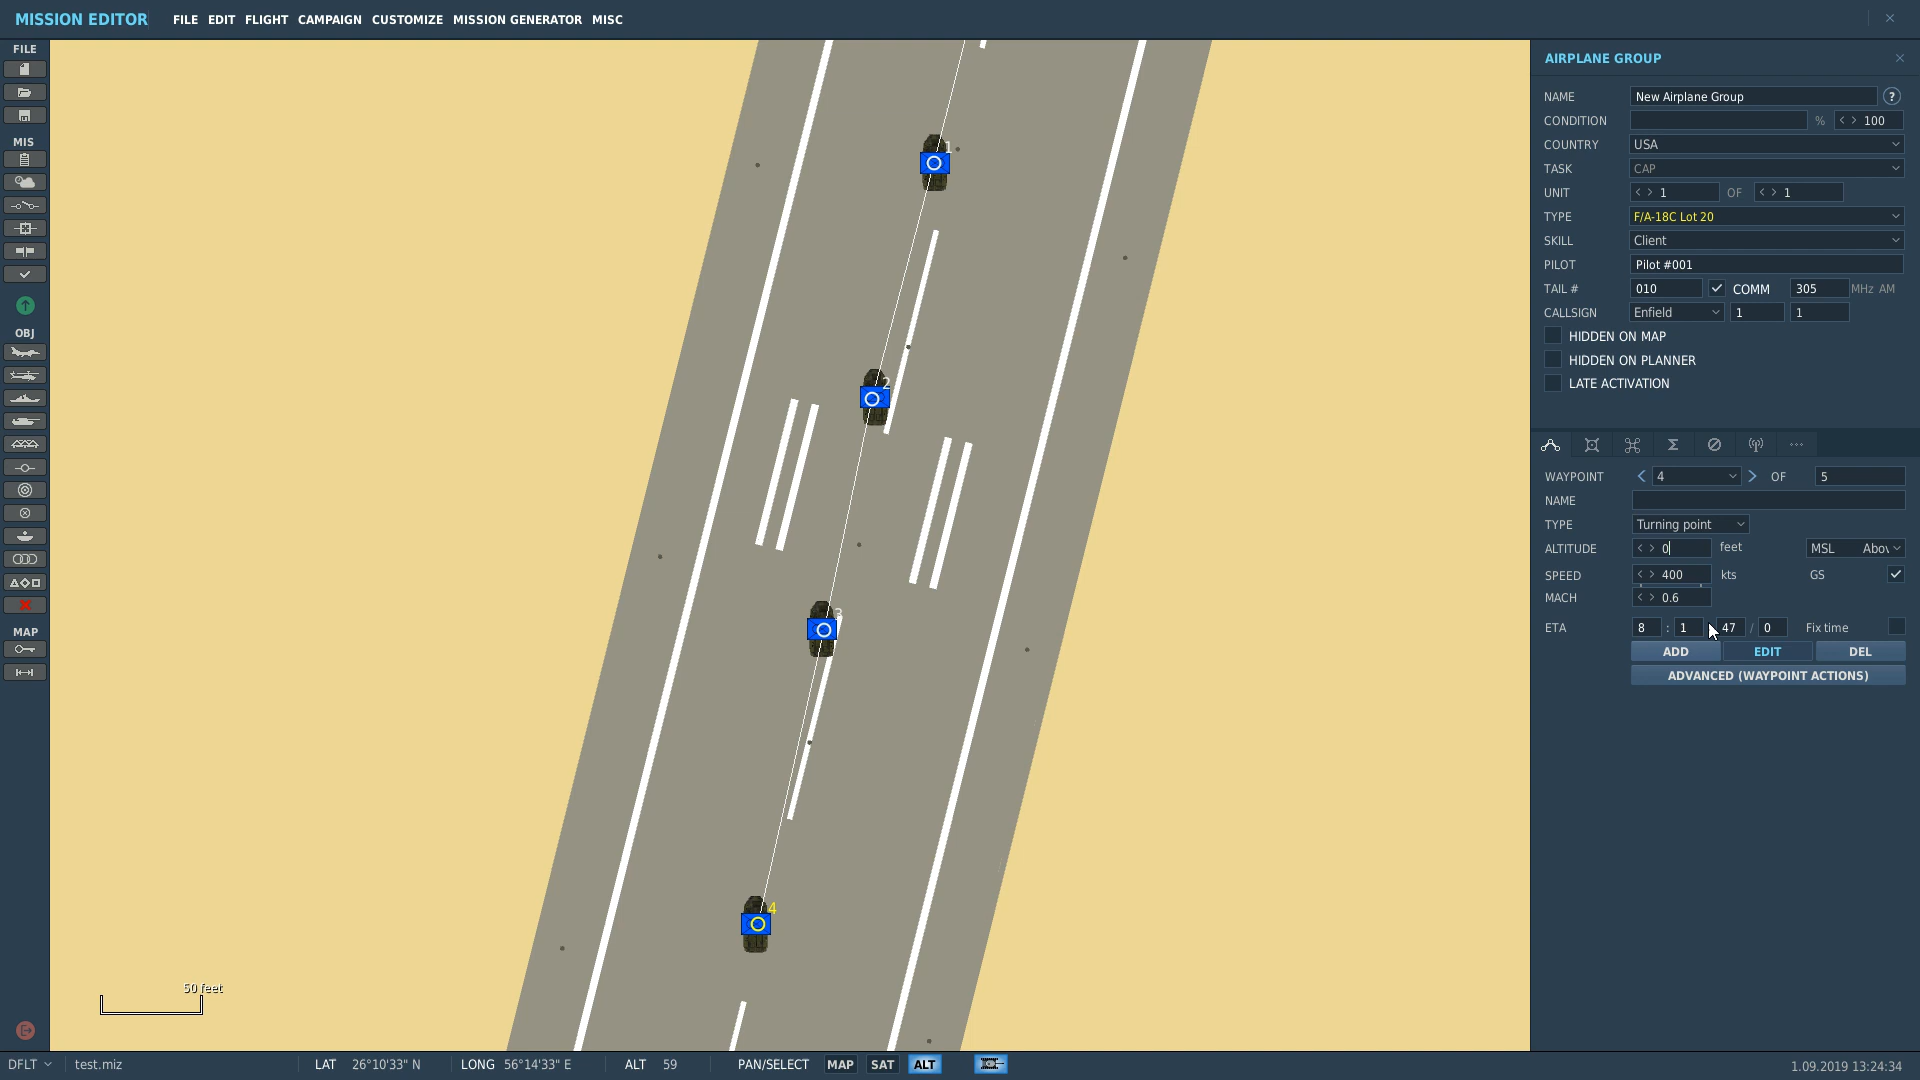 MISSION EDITOR FILE EDIT FLIGHT CAMPAIGN CUSTOMIZE MISSION GENERATOR MISC
FILE
MIS
OBJ
MAP
1
2
3
4
50 feet
AIRPLANE GROUP
NAME New Airplane Group ?
CONDITION % < > 100
COUNTRY USA
TASK CAP
UNIT < > 1 OF < > 1
TYPE F/A-18C Lot 20
SKILL Client
PILOT Pilot #001
TAIL # 010 COMM 305 MHz AM
CALLSIGN Enfield 1 1
HIDDEN ON MAP
HIDDEN ON PLANNER
LATE ACTIVATION
WAYPOINT < 4 > OF 5
NAME
TYPE Turning point
ALTITUDE < > 0 feet MSL Abov
SPEED < > 400 kts GS
MACH < > 0.6
ETA 8 : 1 47 / 0 Fix time
ADD EDIT DEL
ADVANCED (WAYPOINT ACTIONS)
DFLT test.miz LAT 26°10'33" N LONG 56°14'33" E ALT 59 PAN/SELECT MAP SAT ALT 1.09.2019 13:24:34